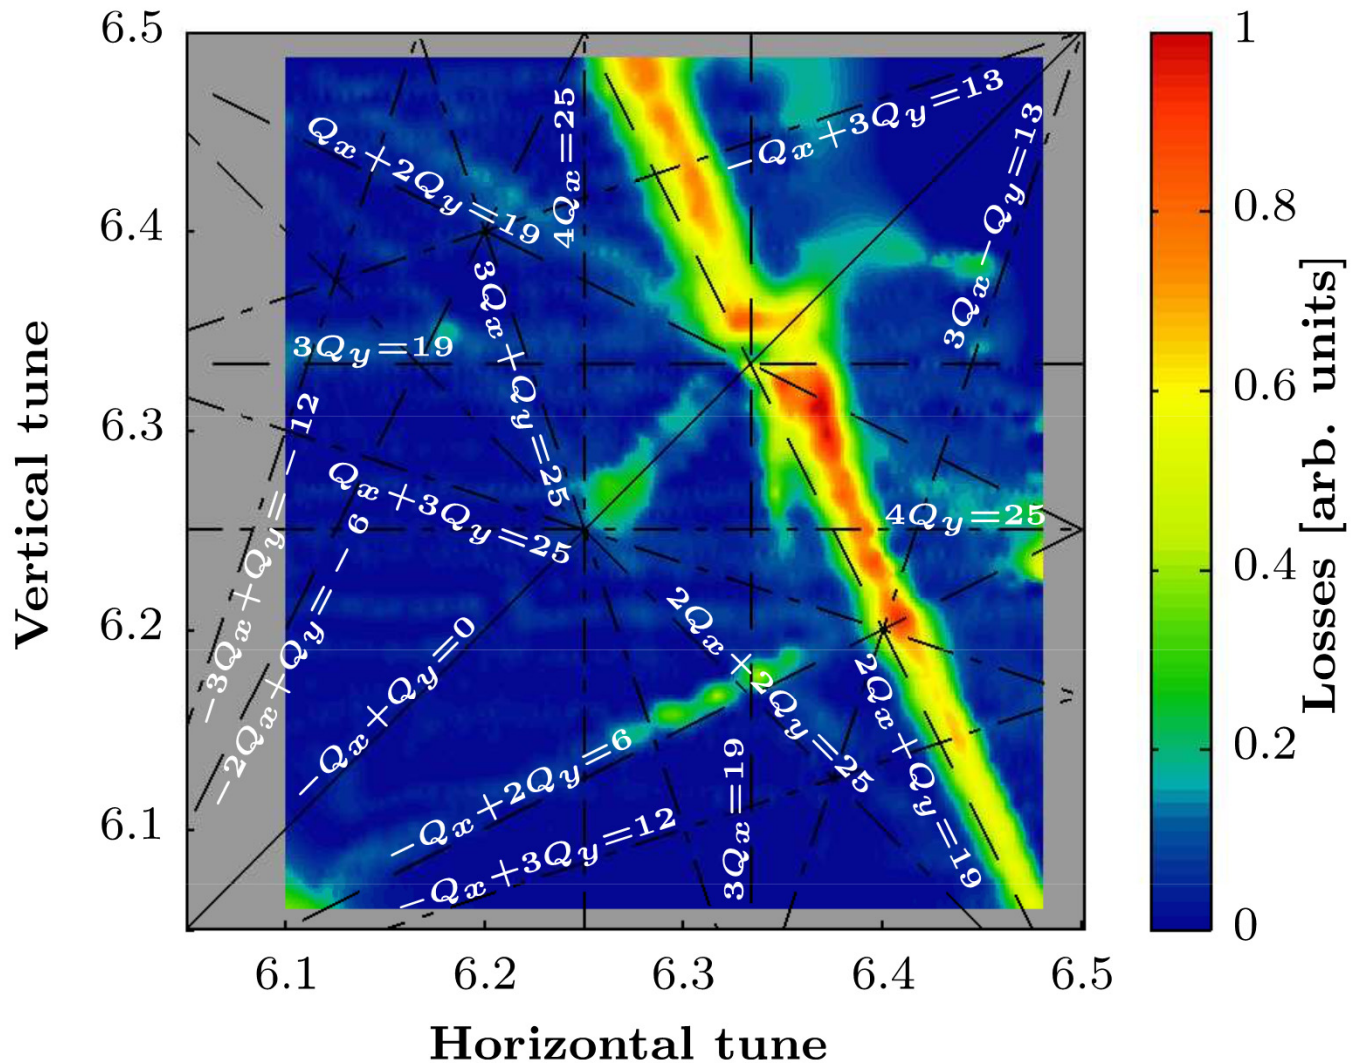 Vertical tune
6.5
6.4
6.3
6.2
6.1
Qx+2Qy=19
4Qx=25
−Qx+3Qy=13
3Qx−Qy=13
3Qy=19
3Qx+Qy=25
−3Qx+Qy=−12
Qx+3Qy=25
4Qy=25
−2Qx+Qy=−6
−Qx+Qy=0
2Qx+2Qy=25
2Qx+Qy=19
−Qx+2Qy=6
−Qx+3Qy=12
3Qx=19
6.1
6.2
6.3
6.4
6.5
Horizontal tune
1
0.8
0.6
0.4
0.2
0
Losses [arb. units]